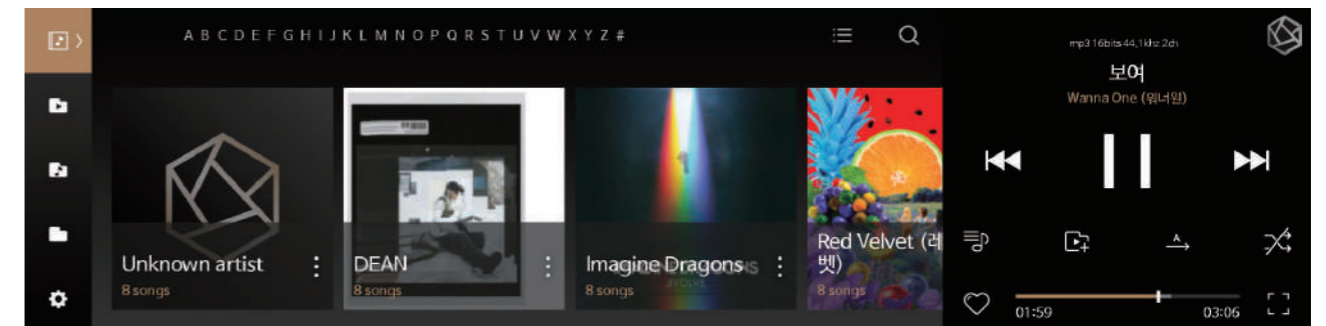 A B C D E F G H I J K L M N O P Q R S T U V W X Y Z #
Unknown artist
8 songs
DEAN
8 songs
Imagine Dragons
8 songs
Red Velvet (레
벳)
8 songs
mp3 16bits 44,1khz 2ch
보여
Wanna One (워너원)
A
01:59
03:06